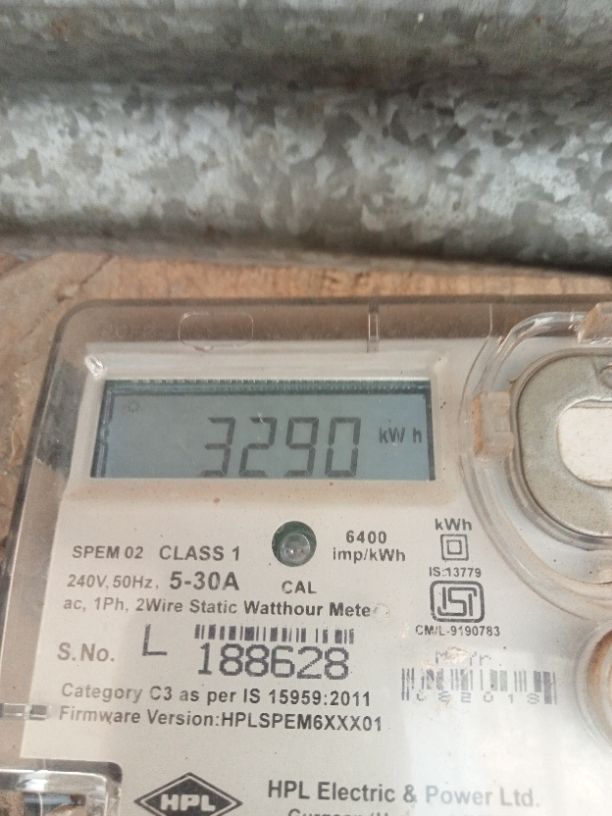 3290 kW h
SPEM 02 CLASS 1
6400
imp/kWh
kWh
IS:13779
240V, 50Hz, 5-30A
CAL
ac, 1Ph, 2Wire Static Watthour Mete
CM/L-9190783
S.No. L 188628
Category C3 as per IS 15959:2011
Firmware Version:HPLSPEM6XXX01
HPL
HPL Electric & Power Ltd.